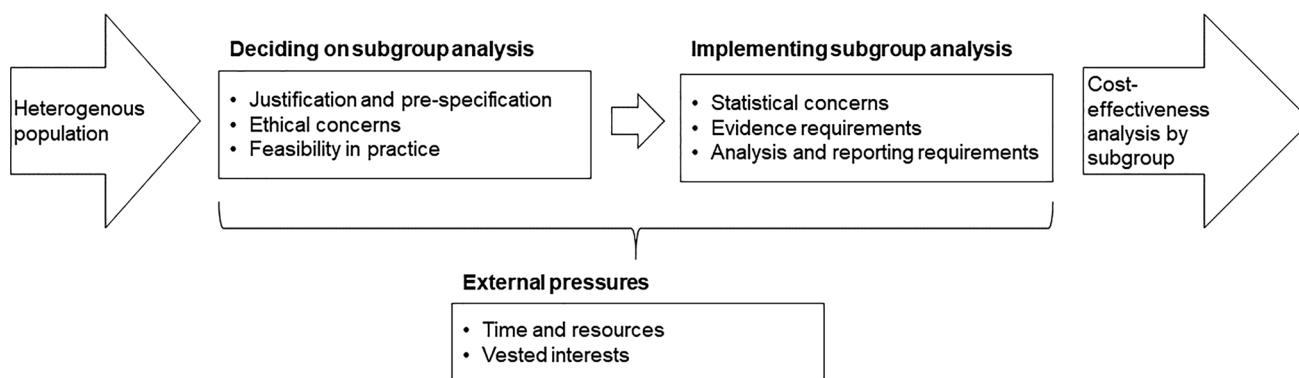 Heterogenous
population
Deciding on subgroup analysis
• Justification and pre-specification
• Ethical concerns
• Feasibility in practice
Implementing subgroup analysis
• Statistical concerns
• Evidence requirements
• Analysis and reporting requirements
Cost-
effectiveness
analysis by
subgroup
External pressures
• Time and resources
• Vested interests